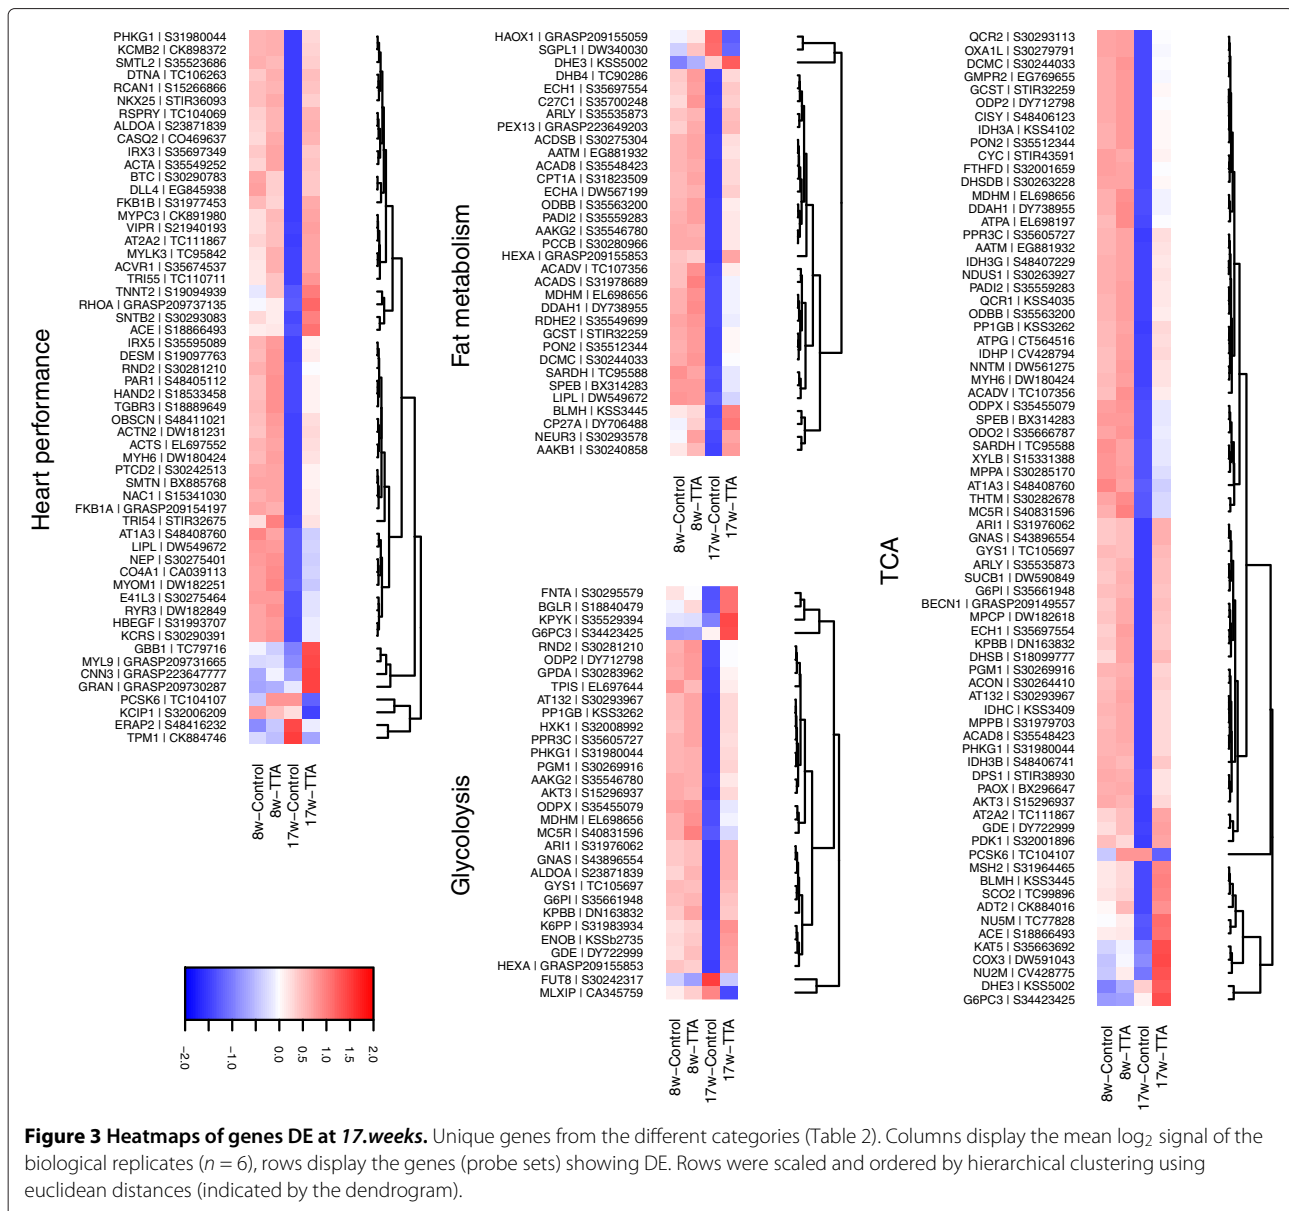 Heart performance
PHKG1 | S31980044
KCMB2 | CK898372
SMTL2 | S35523686
DTNA | TC106263
RCAN1 | S15266866
NKX25 | STIR36093
RSPRY | TC104069
ALDOA | S23871839
CASQ2 | CO469637
IRX3 | S35697349
ACTA | S35549252
BTC | S30290783
DLL4 | EG845938
FKB1B | S31977453
MYPC3 | CK891980
VIPR | S21940193
AT2A2 | TC111867
MYLK3 | TC95842
ACVR1 | S35674537
TRI55 | TC110711
TNNT2 | S19094939
RHOA | GRASP209737135
SNTB2 | S30293083
ACE | S18866493
IRX5 | S35595089
DESM | S19097763
RND2 | S30281210
PAR1 | S48405112
HAND2 | S18533458
TGBR3 | S18889649
OBSCN | S48411021
ACTN2 | DW181231
ACTS | EL697552
MYH6 | DW180424
PTCD2 | S30242513
SMTN | BX885768
NAC1 | S15341030
FKB1A | GRASP209154197
TRI54 | STIR32675
AT1A3 | S48408760
LIPL | DW549672
NEP | S30275401
CO4A1 | CA039113
MYOM1 | DW182251
E41L3 | S30275464
RYR3 | DW182849
HBEGF | S31993707
KCRS | S30290391
GBB1 | TC79716
MYL9 | GRASP209731665
CNN3 | GRASP223647777
GRAN | GRASP209730287
PCSK6 | TC104107
KCIP1 | S32006209
ERAP2 | S48416232
TPM1 | CK884746
8w−Control
8w−TTA
17w−Control
17w−TTA
−2.0
−1.0
0.0
0.5
1.0
1.5
2.0
Fat metabolism
HAOX1 | GRASP209155059
SGPL1 | DW340030
DHE3 | KSS5002
DHB4 | TC90286
ECH1 | S35697554
C27C1 | S35700248
ARLY | S35535873
PEX13 | GRASP223649203
ACDSB | S30275304
AATM | EG881932
ACAD8 | S35548423
CPT1A | S31823509
ECHA | DW567199
ODBB | S35563200
PADI2 | S35559283
AAKG2 | S35546780
PCCB | S30280966
HEXA | GRASP209155853
ACADV | TC107356
ACADS | S31978689
MDHM | EL698656
DDAH1 | DY738955
RDHE2 | S35549699
GCST | STIR32259
PON2 | S35512344
DCMC | S30244033
SARDH | TC95588
SPEB | BX314283
LIPL | DW549672
BLMH | KSS3445
CP27A | DY706488
NEUR3 | S30293578
AAKB1 | S30240858
8w−Control
8w−TTA
17w−Control
17w−TTA
Glycoloysis
FNTA | S30295579
BGLR | S18840479
KPYK | S35529394
G6PC3 | S34423425
RND2 | S30281210
ODP2 | DY712798
GPDA | S30283962
TPIS | EL697644
AT132 | S30293967
PP1GB | KSS3262
HXK1 | S32008992
PPR3C | S35605727
PHKG1 | S31980044
PGM1 | S30269916
AAKG2 | S35546780
AKT3 | S15296937
ODPX | S35455079
MDHM | EL698656
MC5R | S40831596
ARI1 | S31976062
GNAS | S43896554
ALDOA | S23871839
GYS1 | TC105697
G6PI | S35661948
KPBB | DN163832
K6PP | S31983934
ENOB | KSSb2735
GDE | DY722999
HEXA | GRASP209155853
FUT8 | S30242317
MLXIP | CA345759
8w−Control
8w−TTA
17w−Control
17w−TTA
TCA
QCR2 | S30293113
OXA1L | S30279791
DCMC | S30244033
GMPR2 | EG769655
GCST | STIR32259
ODP2 | DY712798
CISY | S48406123
IDH3A | KSS4102
PON2 | S35512344
CYC | STIR43591
FTHFD | S32001659
DHSDB | S30263228
MDHM | EL698656
DDAH1 | DY738955
ATPA | EL698197
PPR3C | S35605727
AATM | EG881932
IDH3G | S48407229
NDUS1 | S30263927
PADI2 | S35559283
QCR1 | KSS4035
ODBB | S35563200
PP1GB | KSS3262
ATPG | CT564516
IDHP | CV428794
NNTM | DW561275
MYH6 | DW180424
ACADV | TC107356
ODPX | S35455079
SPEB | BX314283
ODO2 | S35666787
SARDH | TC95588
XYLB | S15331388
MPPA | S30285170
AT1A3 | S48408760
THTM | S30282678
MC5R | S40831596
ARI1 | S31976062
GNAS | S43896554
GYS1 | TC105697
ARLY | S35535873
SUCB1 | DW590849
G6PI | S35661948
BECN1 | GRASP209149557
MPCP | DW182618
ECH1 | S35697554
KPBB | DN163832
DHSB | S18099777
PGM1 | S30269916
ACON | S30264410
AT132 | S30293967
IDHC | KSS3409
MPPB | S31979703
ACAD8 | S35548423
PHKG1 | S31980044
IDH3B | S48406741
DPS1 | STIR38930
PAOX | BX296647
AKT3 | S15296937
AT2A2 | TC111867
GDE | DY722999
PDK1 | S32001896
PCSK6 | TC104107
MSH2 | S31964465
BLMH | KSS3445
SCO2 | TC99896
ADT2 | CK884016
NU5M | TC77828
ACE | S18866493
KAT5 | S35663692
COX3 | DW591043
NU2M | CV428775
DHE3 | KSS5002
G6PC3 | S34423425
8w−Control
8w−TTA
17w−Control
17w−TTA
Figure 3 Heatmaps of genes DE at 17.weeks. Unique genes from the different categories (Table 2). Columns display the mean log2 signal of the
biological replicates (n = 6), rows display the genes (probe sets) showing DE. Rows were scaled and ordered by hierarchical clustering using
euclidean distances (indicated by the dendrogram).